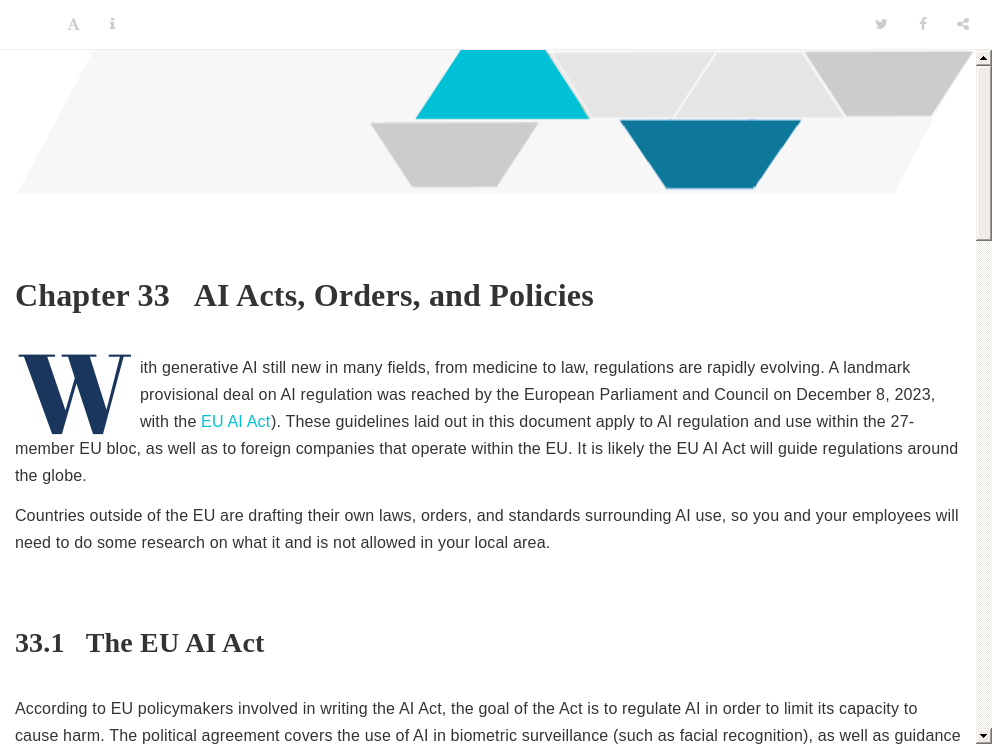 Chapter 33 AI Acts, Orders, and Policies
With generative AI still new in many fields, from medicine to law, regulations are rapidly evolving. A landmark
provisional deal on AI regulation was reached by the European Parliament and Council on December 8, 2023,
with the EU AI Act). These guidelines laid out in this document apply to AI regulation and use within the 27-
member EU bloc, as well as to foreign companies that operate within the EU. It is likely the EU AI Act will guide regulations around
the globe.
Countries outside of the EU are drafting their own laws, orders, and standards surrounding AI use, so you and your employees will
need to do some research on what it and is not allowed in your local area.
33.1 The EU AI Act
According to EU policymakers involved in writing the AI Act, the goal of the Act is to regulate AI in order to limit its capacity to
cause harm. The political agreement covers the use of AI in biometric surveillance (such as facial recognition), as well as guidance